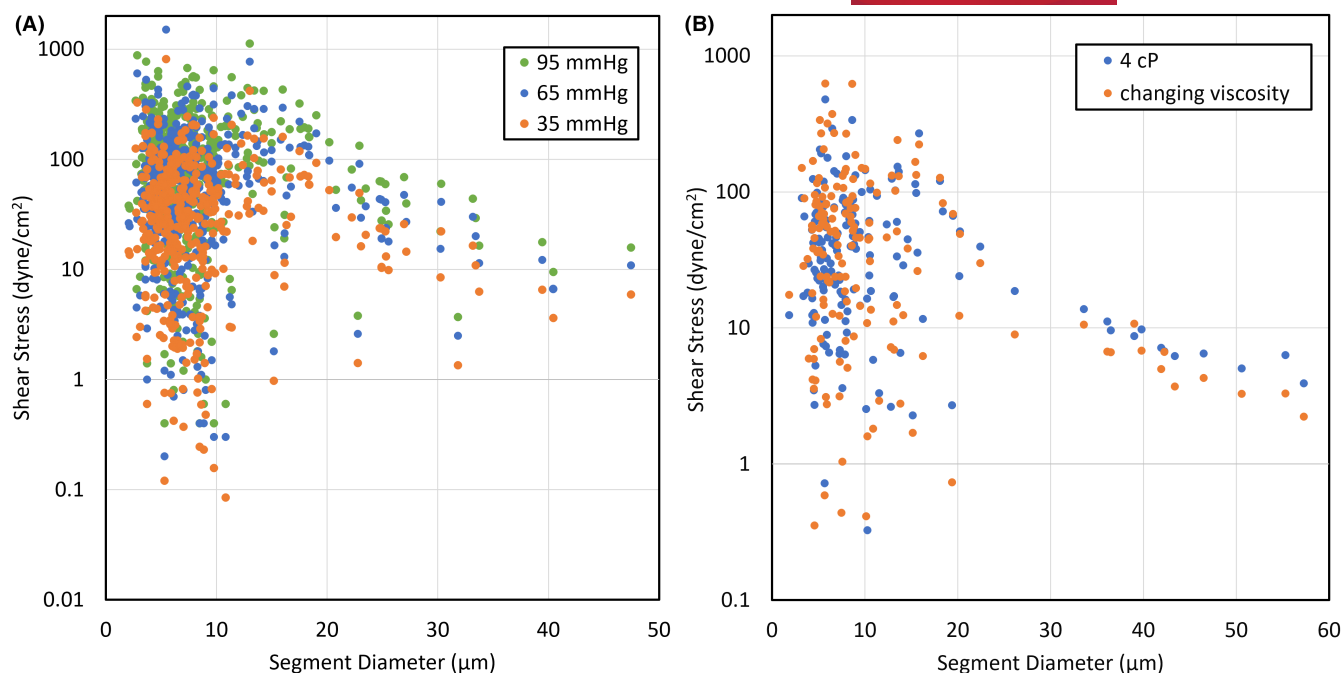 (A)
1000
100
10
1
0.1
0.01
0
10
20
30
40
50
Shear Stress (dyne/cm²)
Segment Diameter (μm)
95 mmHg
65 mmHg
35 mmHg
(B)
1000
100
10
1
0.1
0
10
20
30
40
50
60
Shear Stress (dyne/cm²)
Segment Diameter (μm)
4 cP
changing viscosity